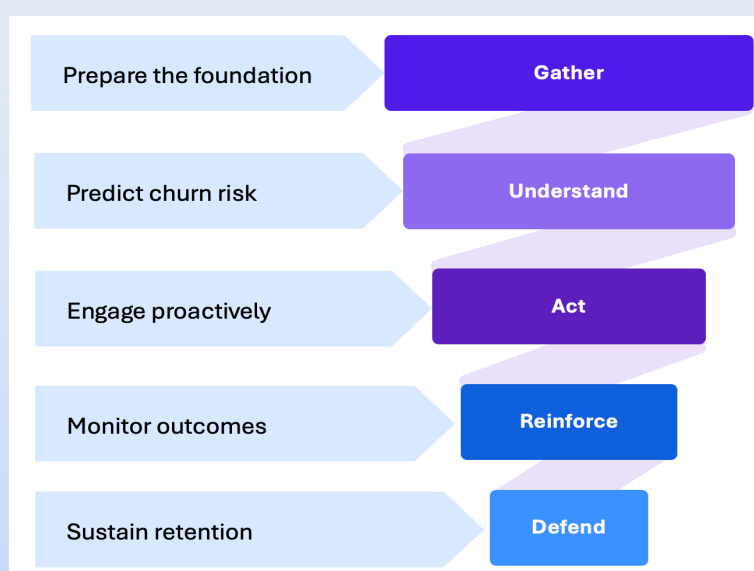 Prepare the foundation
Gather
Predict churn risk
Understand
Engage proactively
Act
Monitor outcomes
Reinforce
Sustain retention
Defend